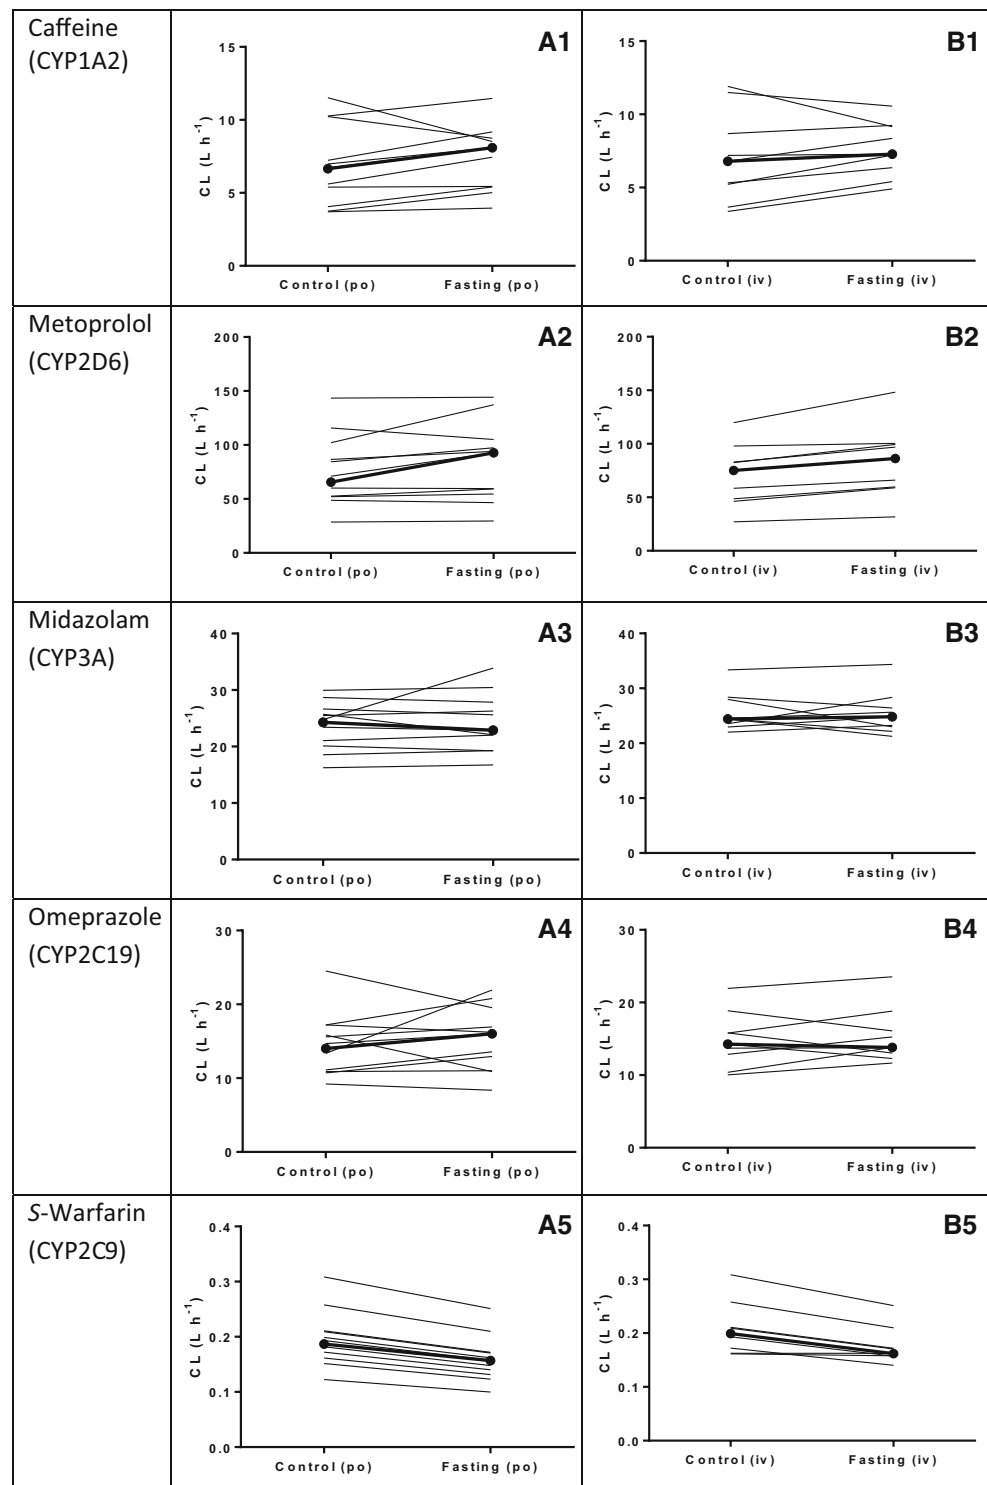 Caffeine
(CYP1A2)
A1
15
10
5
0
CL (L h-1)
Control (po)
Fasting (po)
B1
15
10
5
0
CL (L h-1)
Control (iv)
Fasting (iv)
Metoprolol
(CYP2D6)
A2
200
150
100
50
0
CL (L h-1)
Control (po)
Fasting (po)
B2
200
150
100
50
0
CL (L h-1)
Control (iv)
Fasting (iv)
Midazolam
(CYP3A)
A3
40
30
20
10
0
CL (L h-1)
Control (po)
Fasting (po)
B3
40
30
20
10
0
CL (L h-1)
Control (iv)
Fasting (iv)
Omeprazole
(CYP2C19)
A4
30
20
10
0
CL (L h-1)
Control (po)
Fasting (po)
B4
30
20
10
0
CL (L h-1)
Control (iv)
Fasting (iv)
S-Warfarin
(CYP2C9)
A5
0.4
0.3
0.2
0.1
0.0
CL (L h-1)
Control (po)
Fasting (po)
B5
0.4
0.3
0.2
0.1
0.0
CL (L h-1)
Control (iv)
Fasting (iv)